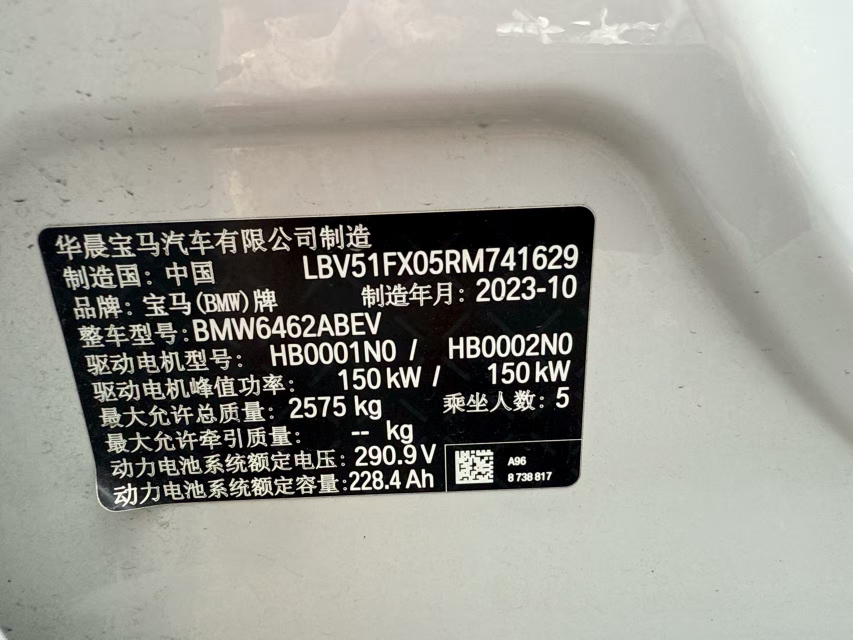 华晨宝马汽车有限公司制造
制造国: 中国 LBV51FX05RM741629
品牌: 宝马(BMW)牌 制造年月: 2023-10
整车型号: BMW6462ABEV
驱动电机型号: HB0001N0 / HB0002N0
驱动电机峰值功率: 150 kW / 150 kW
最大允许总质量: 2575 kg 乘坐人数: 5
最大允许牵引质量: -- kg
动力电池系统额定电压: 290.9 V A96
动力电池系统额定容量: 228.4 Ah 8 738 817